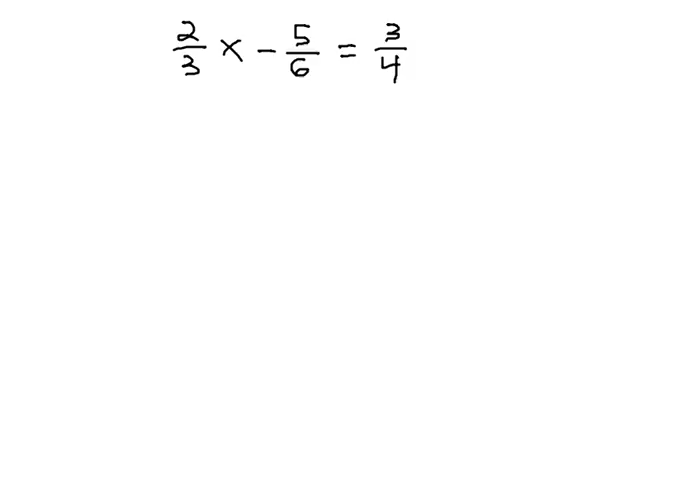 2/3 x - 5/6 = 3/4